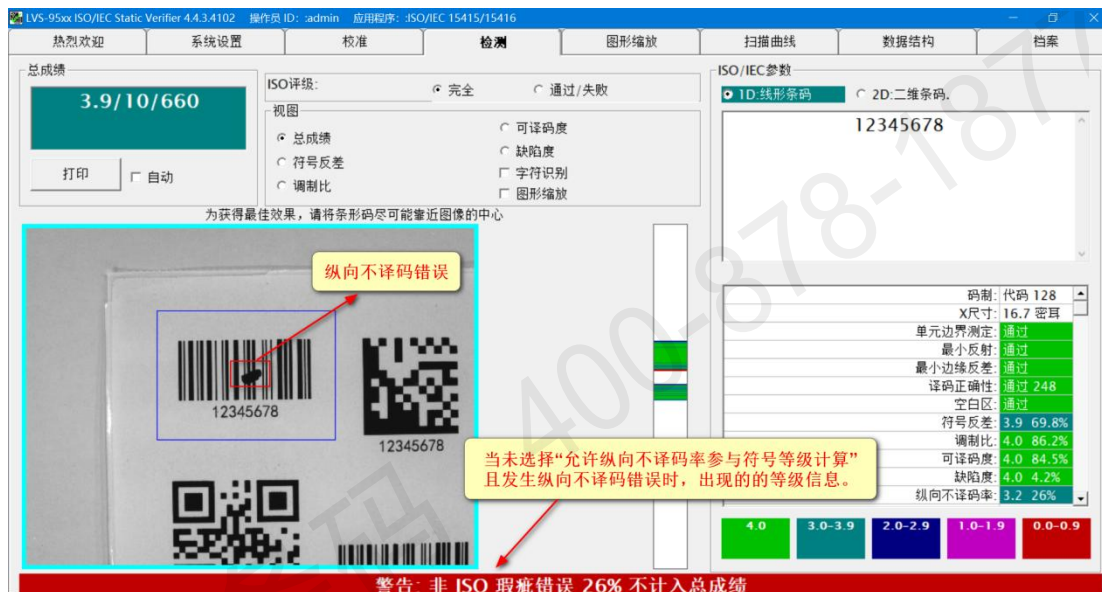 LVS-95xx ISO/IEC Static Verifier 4.4.3.4102 操作员 ID: :admin 应用程序: :ISO/IEC 15415/15416
热烈欢迎 系统设置 校准 检测 图形缩放 扫描曲线 数据结构 档案
总成绩
3.9/10/660
打印 自动
ISO评级: 完全 通过/失败
视图
总成绩 可译码度
符号反差 缺陷度
调制比 字符识别
图形缩放
为获得最佳效果，请将条形码尽可能靠近图像的中心
纵向不译码错误
12345678
12345678
当未选择“允许纵向不译码率参与符号等级计算”
且发生纵向不译码错误时，出现的的等级信息。
ISO/IEC参数
1D:线形条码 2D:二维条码.
12345678
码制: 代码 128
X尺寸: 16.7 密耳
单元边界测定: 通过
最小反射: 通过
最小边缘反差: 通过
译码正确性: 通过 248
空白区: 通过
符号反差: 3.9 69.8%
调制比: 4.0 86.2%
可译码度: 4.0 84.5%
缺陷度: 4.0 4.2%
纵向不译码率: 3.2 26%
4.0 3.0-3.9 2.0-2.9 1.0-1.9 0.0-0.9
警告: 非 ISO 瑕疵错误 26% 不计入总成绩
400-878-187